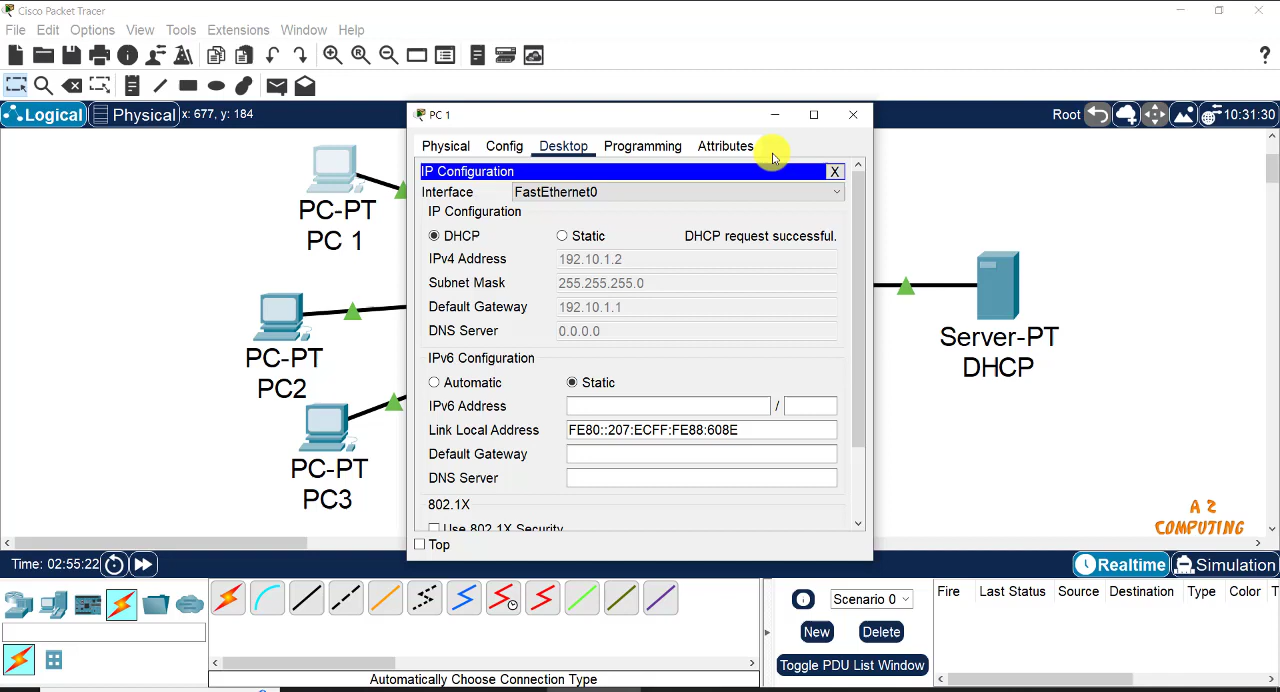 Cisco Packet Tracer
File Edit Options View Tools Extensions Window Help
Logical Physical x: 677, y: 184 Root 10:31:30
PC 1
Physical Config Desktop Programming Attributes
IP Configuration X
Interface FastEthernet0
IP Configuration
DHCP Static DHCP request successful.
IPv4 Address 192.10.1.2
Subnet Mask 255.255.255.0
Default Gateway 192.10.1.1
DNS Server 0.0.0.0
IPv6 Configuration
Automatic Static
IPv6 Address /
Link Local Address FE80::207:ECFF:FE88:608E
Default Gateway
DNS Server
802.1X
Use 802.1X Security
Top
PC-PT
PC 1
PC-PT
PC2
PC-PT
PC3
Server-PT
DHCP
A Z
COMPUTING
Time: 02:55:22 Realtime Simulation
Scenario 0
New Delete
Toggle PDU List Window
Fire Last Status Source Destination Type Color T
Automatically Choose Connection Type